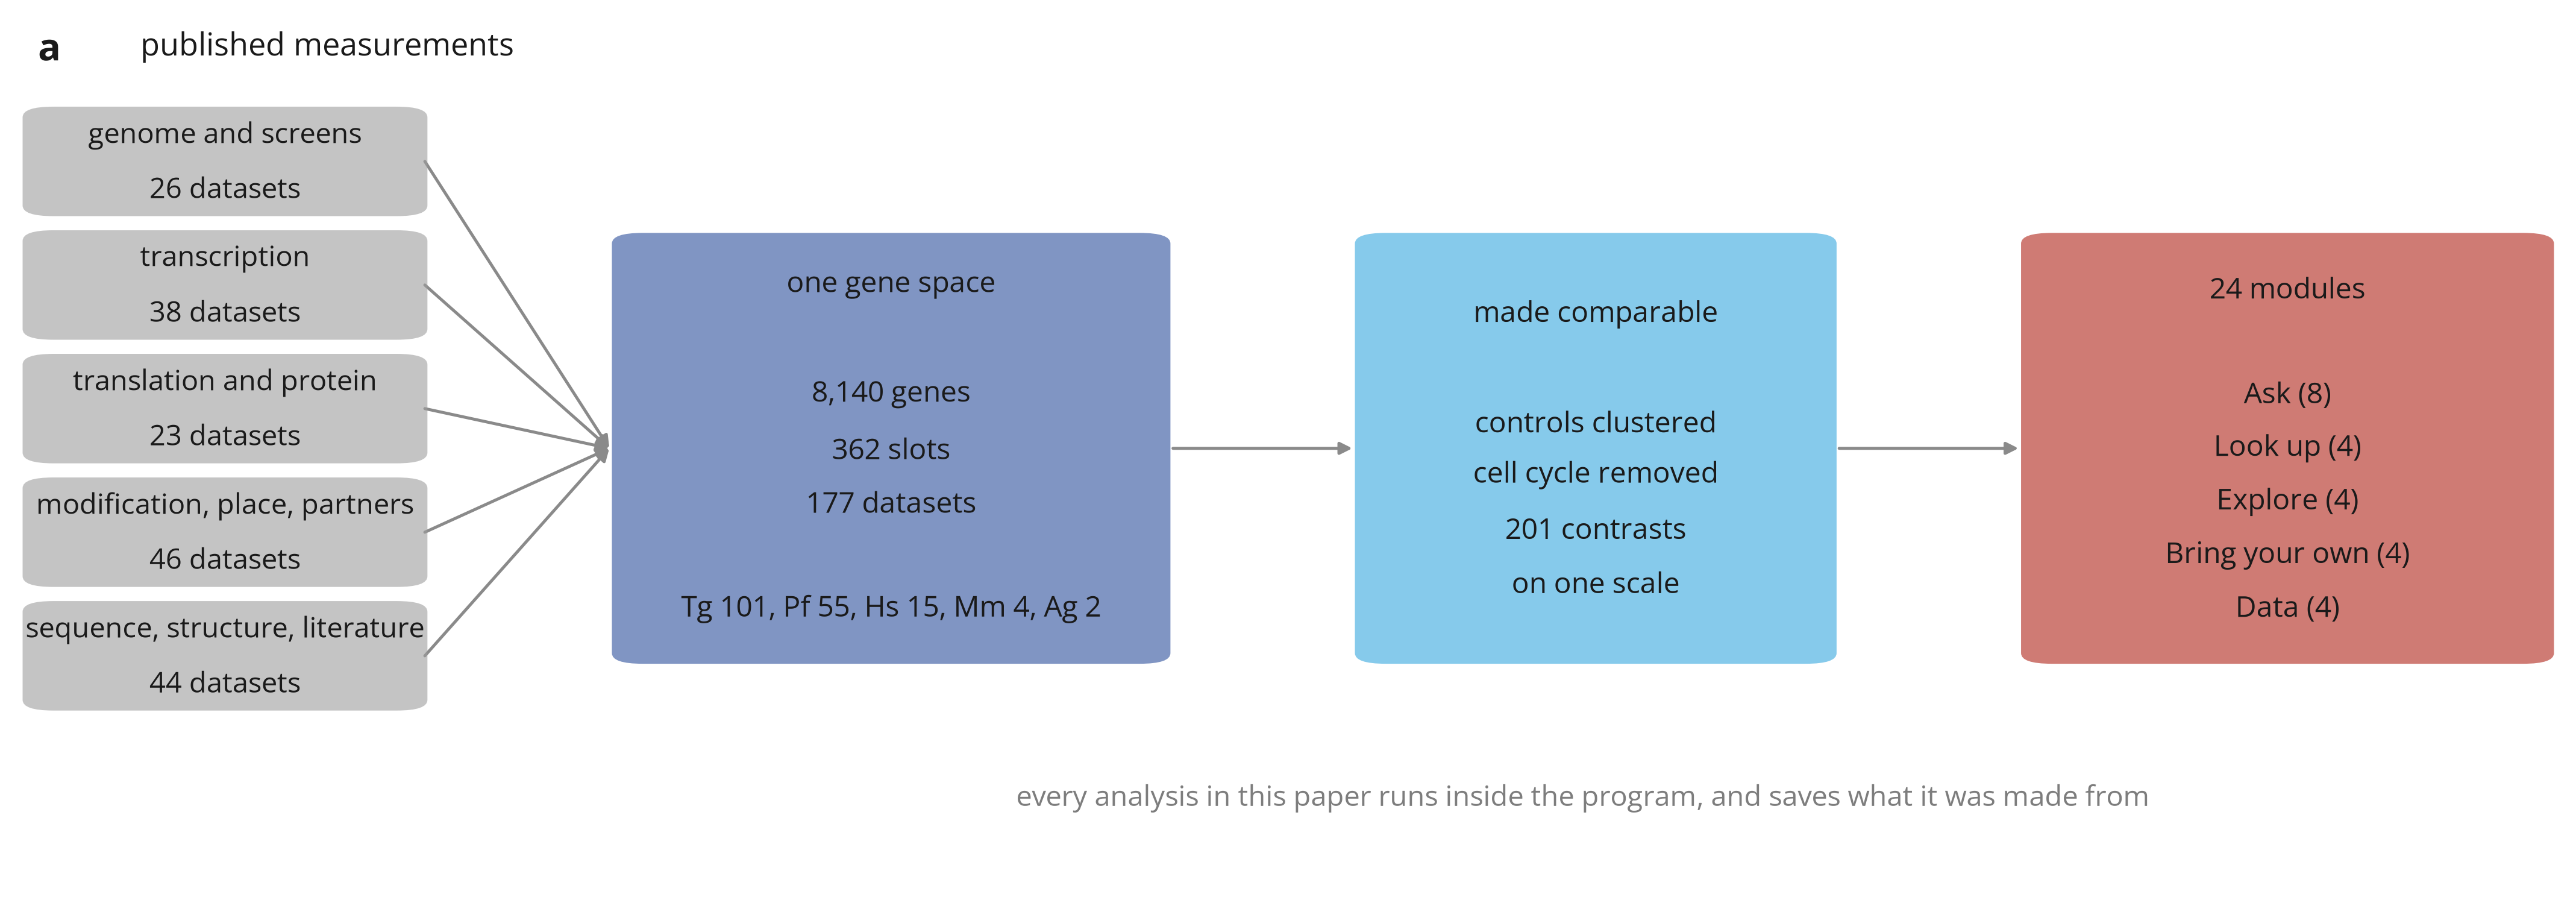 a
published measurements
genome and screens
26 datasets
transcription
38 datasets
translation and protein
23 datasets
modification, place, partners
46 datasets
sequence, structure, literature
44 datasets
one gene space
8,140 genes
362 slots
177 datasets
Tg 101, Pf 55, Hs 15, Mm 4, Ag 2
made comparable
controls clustered
cell cycle removed
201 contrasts
on one scale
24 modules
Ask (8)
Look up (4)
Explore (4)
Bring your own (4)
Data (4)
every analysis in this paper runs inside the program, and saves what it was made from